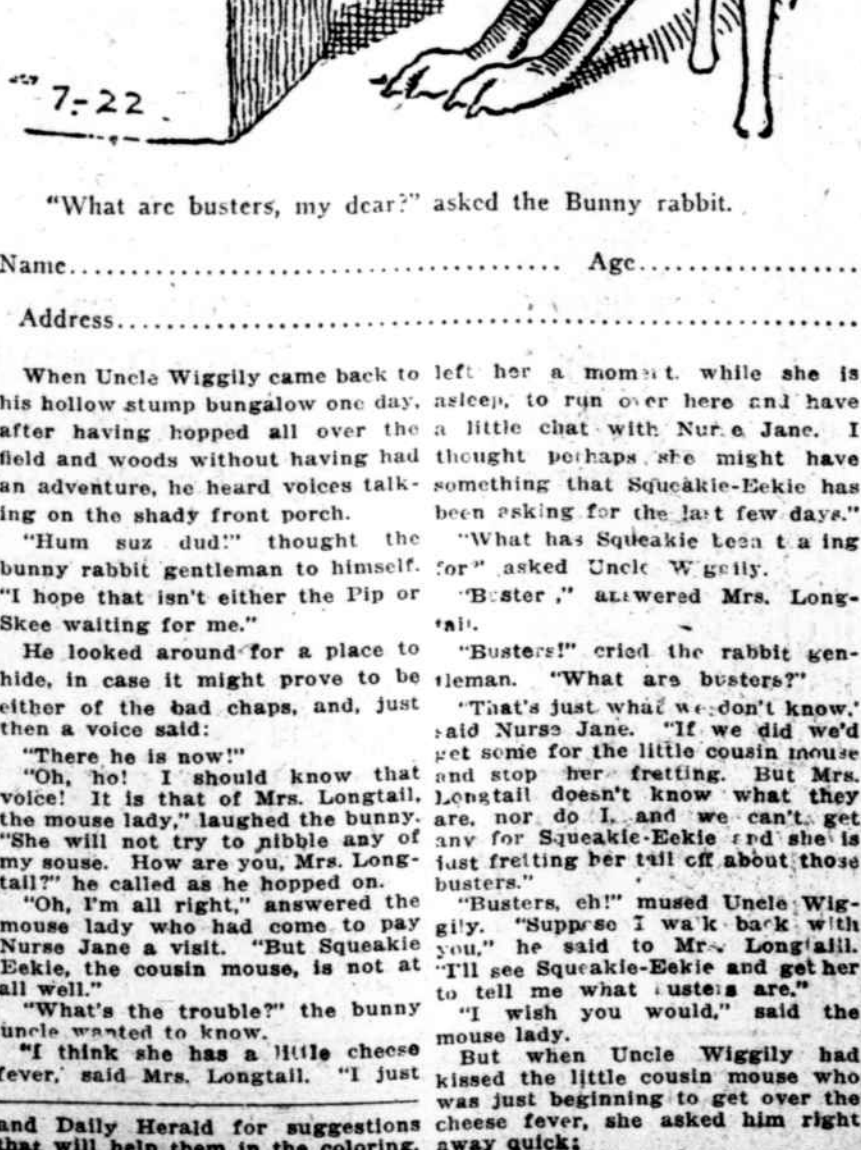 7-22
"What are busters, my dear?" asked the Bunny rabbit.
Name
Age
Address
When Uncle Wiggily came back to
his hollow stump bungalow one day,
after having hopped all over the
field and woods without having had
an adventure, he heard voices talk-
ing on the shady front porch.
"Hum suz dud!" thought the
bunny rabbit gentleman to himself.
"I hope that isn't either the Pip or
Skee waiting for me."
He looked around for a place to
hide, in case it might prove to be
either of the bad chaps, and, just
then a voice said:
"There he is now!"
"Oh, ho! I should know that
voice! It is that of Mrs. Longtail,
the mouse lady," laughed the bunny.
"She will not try to nibble any of
my souse. How are you, Mrs. Long-
tail?" he called as he hopped on.
"Oh, I'm all right," answered the
mouse lady who had come to pay
Nurse Jane a visit. "But Squeakie
Eekie, the cousin mouse, is not at
all well."
"What's the trouble?" the bunny
uncle wanted to know.
"I think she has a little cheese
fever,' said Mrs. Longtail. "I just
and Daily Herald for suggestions
that will help them in the coloring.
left her a moment, while she is
asleep, to run over here and have
a little chat with Nurse Jane. I
thought perhaps she might have
something that Squeakie-Eekie has
been asking for the last few days."
"What has Squeakie been asking
for" asked Uncle Wiggily.
"Busters," answered Mrs. Long-
tail.
"Busters!" cried the rabbit gen-
tleman. "What are busters?"
"That's just what we don't know,'
said Nurse Jane. "If we did we'd
get some for the little cousin mouse
and stop her fretting. But Mrs.
Longtail doesn't know what they
are, nor do I, and we can't get
any for Squeakie-Eekie and she is
just fretting her tail off about those
busters."
"Busters, eh!" mused Uncle Wig-
gily. "Suppose I walk back with
you," he said to Mrs. Longtail.
"I'll see Squeakie-Eekie and get her
to tell me what busters are."
"I wish you would," said the
mouse lady.
But when Uncle Wiggily had
kissed the little cousin mouse who
was just beginning to get over the
cheese fever, she asked him right
away quick: